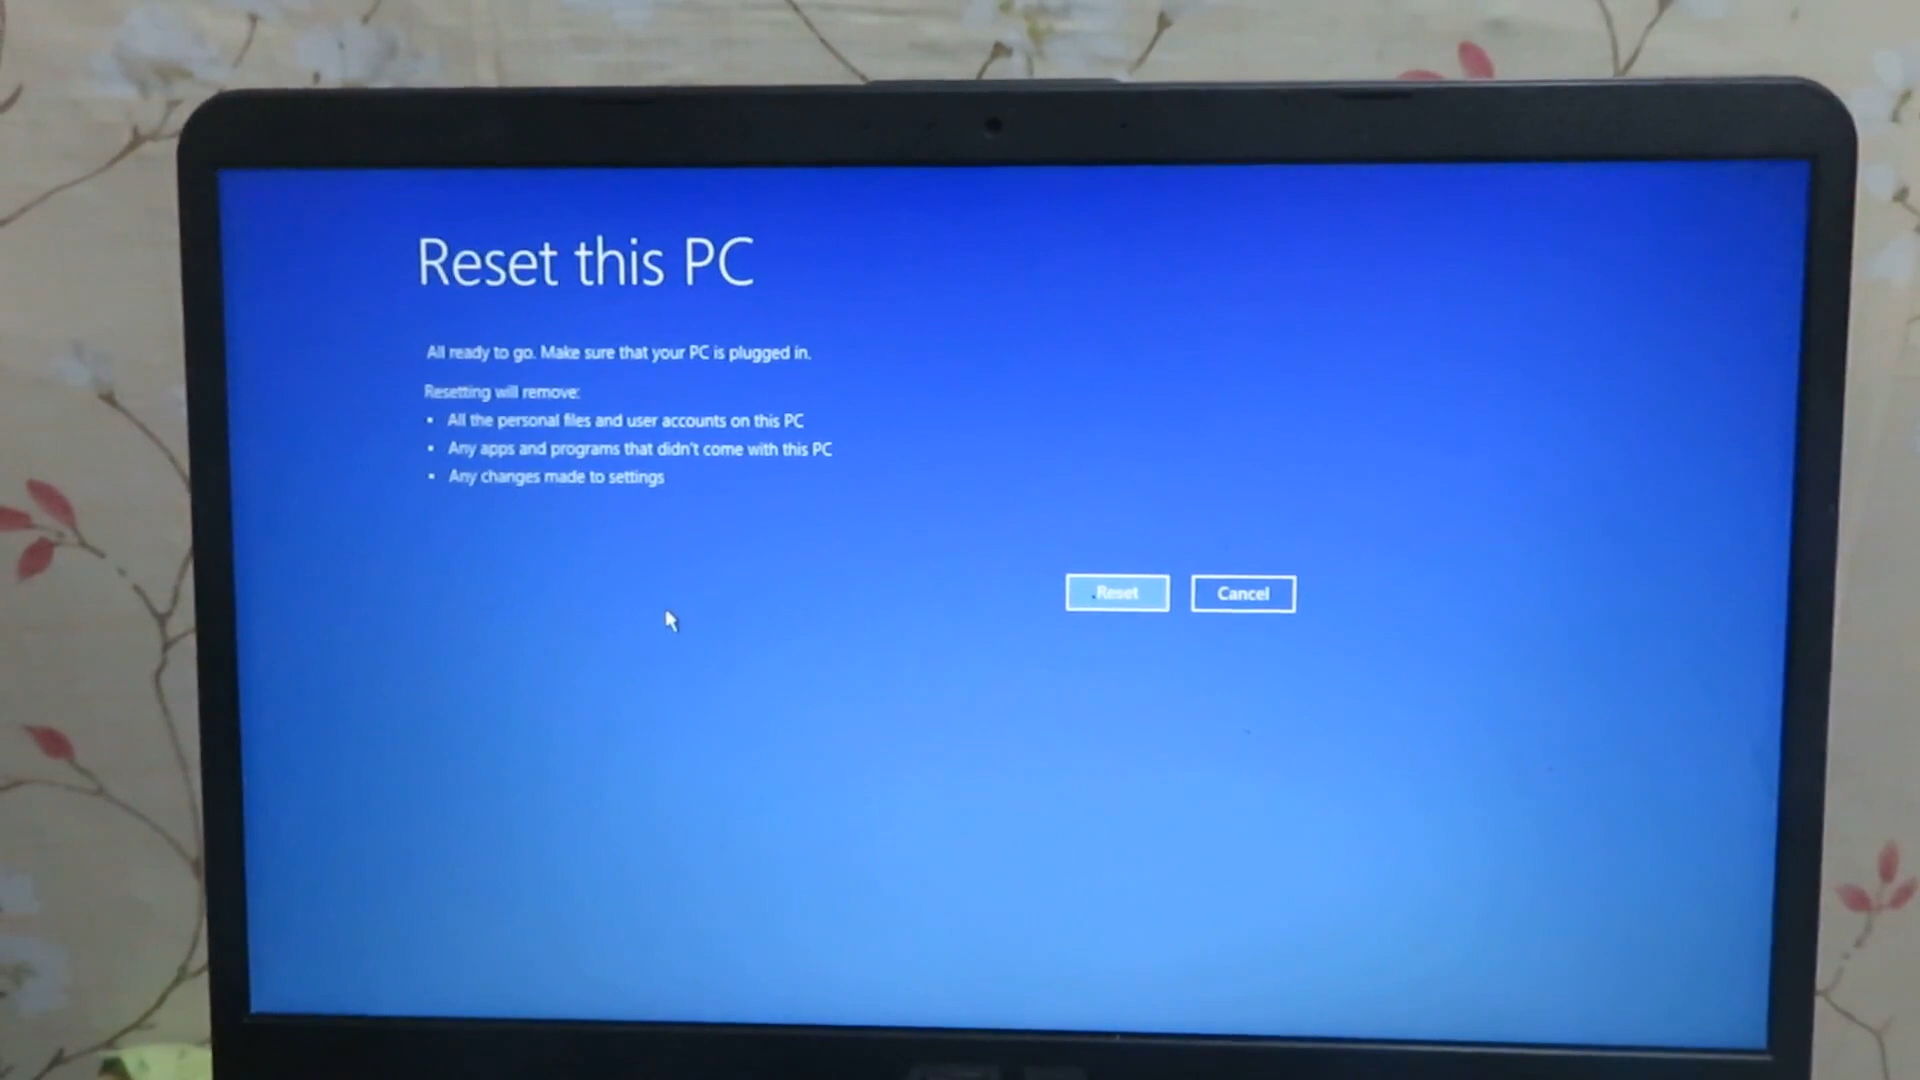 Reset this PC
All ready to go. Make sure that your PC is plugged in.
Resetting will remove:
• All the personal files and user accounts on this PC
• Any apps and programs that didn't come with this PC
• Any changes made to settings
Reset Cancel